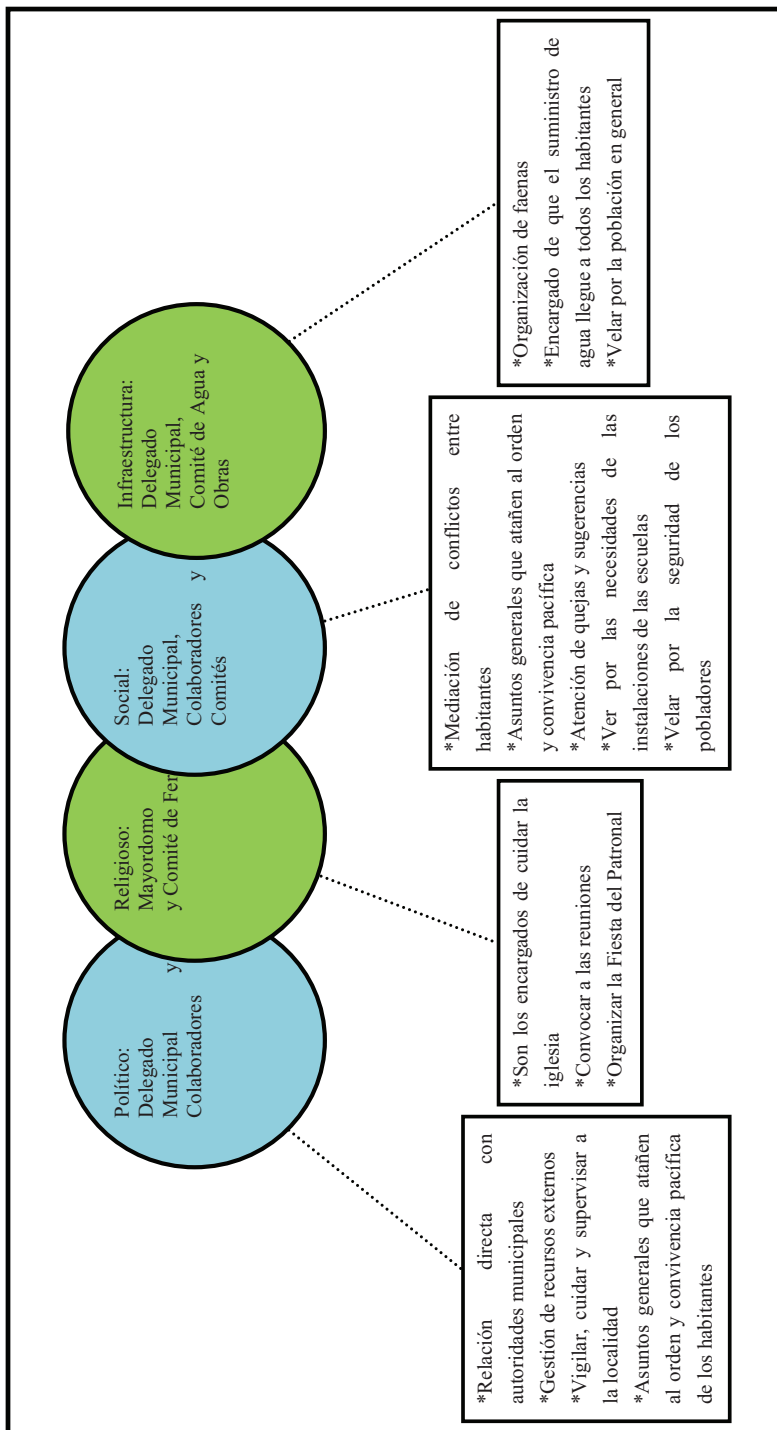 Político:
Delegado
Municipal y
Colaboradores
Religioso:
Mayordomo
y Comité de Fer
Social:
Delegado
Municipal,
Colaboradores y
Comités
Infraestructura:
Delegado
Municipal,
Comité de Agua y
Obras
*Relación directa con
autoridades municipales
*Gestión de recursos externos
*Vigilar, cuidar y supervisar a
la localidad
*Asuntos generales que atañen
al orden y convivencia pacífica
de los habitantes
*Son los encargados de cuidar la
iglesia
*Convocar a las reuniones
*Organizar la Fiesta del Patronal
*Mediación de conflictos entre
habitantes
*Asuntos generales que atañen al orden
y convivencia pacífica
*Atención de quejas y sugerencias
*Ver por las necesidades de las
instalaciones de las escuelas
*Velar por la seguridad de los
pobladores
*Organización de faenas
*Encargado de que el suministro de
agua llegue a todos los habitantes
*Velar por la población en general